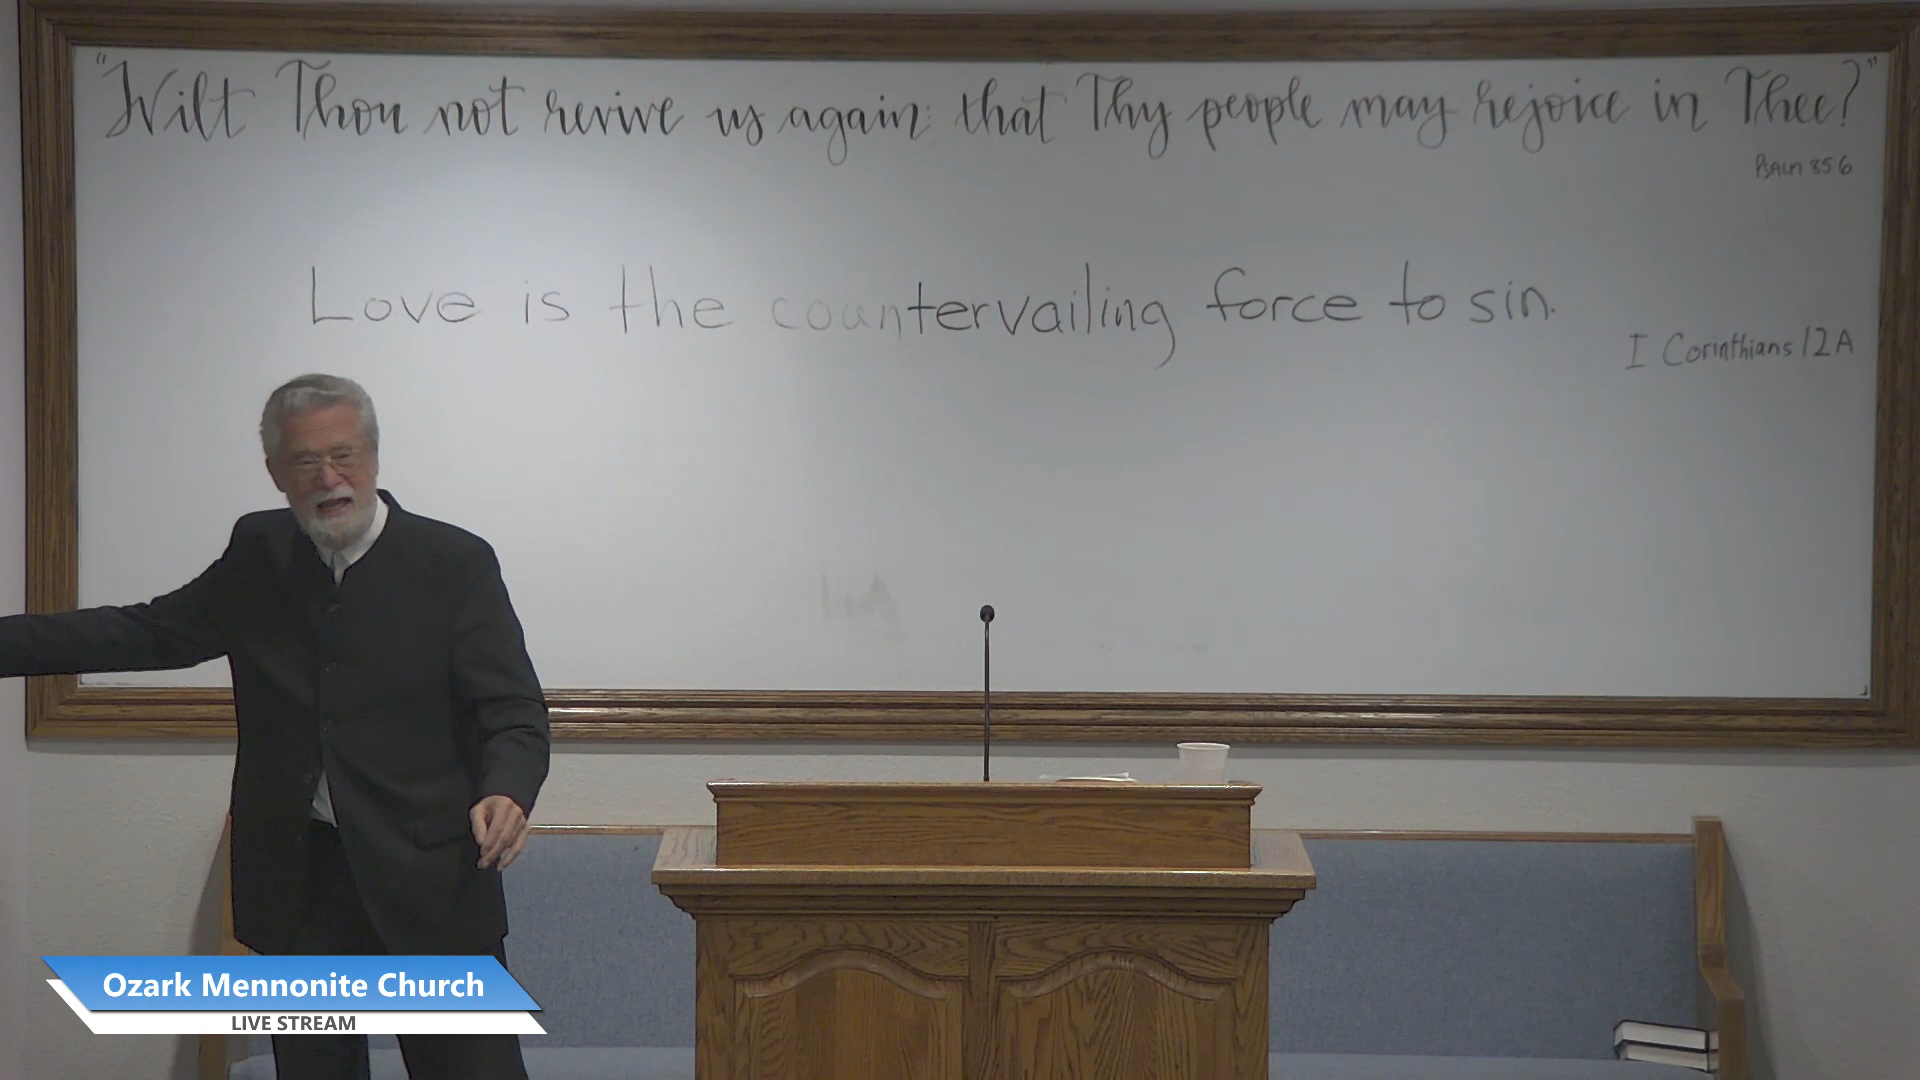 "Wilt Thou not revive us again: that Thy people may rejoice in Thee?"
Psalm 85:6
Love is the countervailing force to sin.
I Corinthians 12A
Ozark Mennonite Church
LIVE STREAM